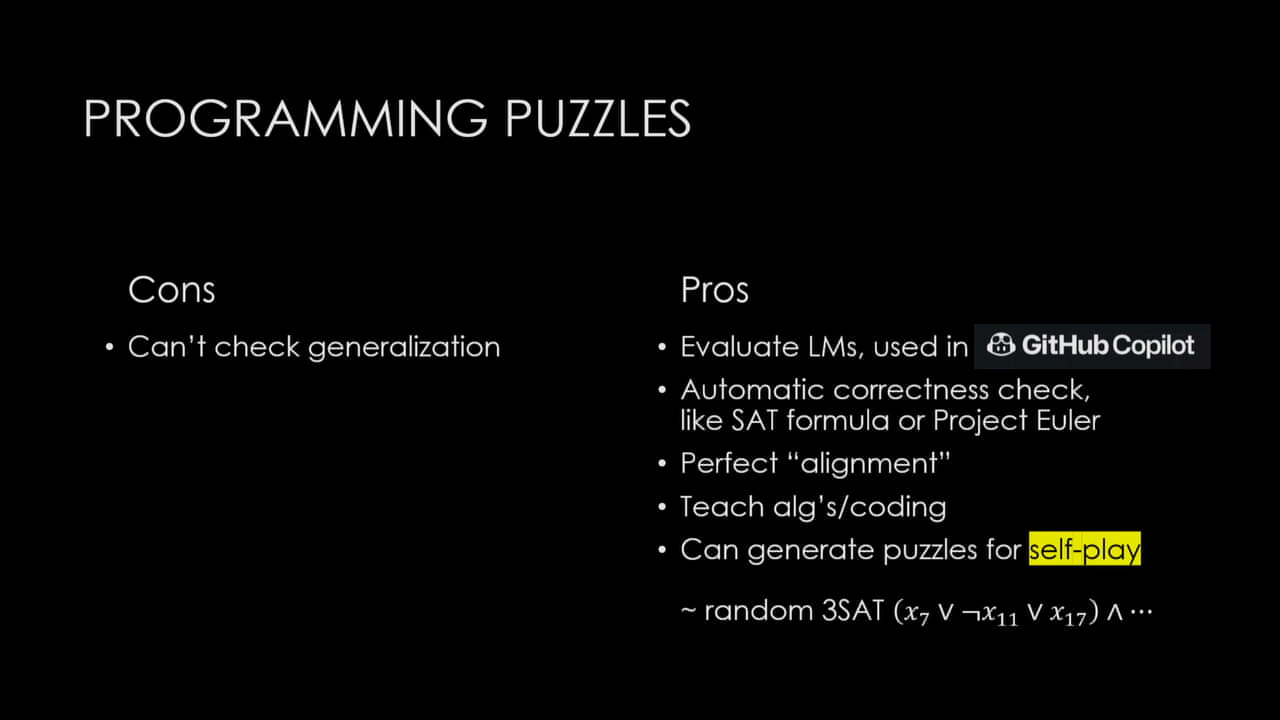 PROGRAMMING PUZZLES
Cons
• Can't check generalization
Pros
• Evaluate LMs, used in GitHub Copilot
• Automatic correctness check,
like SAT formula or Project Euler
• Perfect “alignment”
• Teach alg's/coding
• Can generate puzzles for self-play
~ random 3SAT (𝑥₇ ∨ ¬𝑥₁₁ ∨ 𝑥₁₇) ∧ ⋯